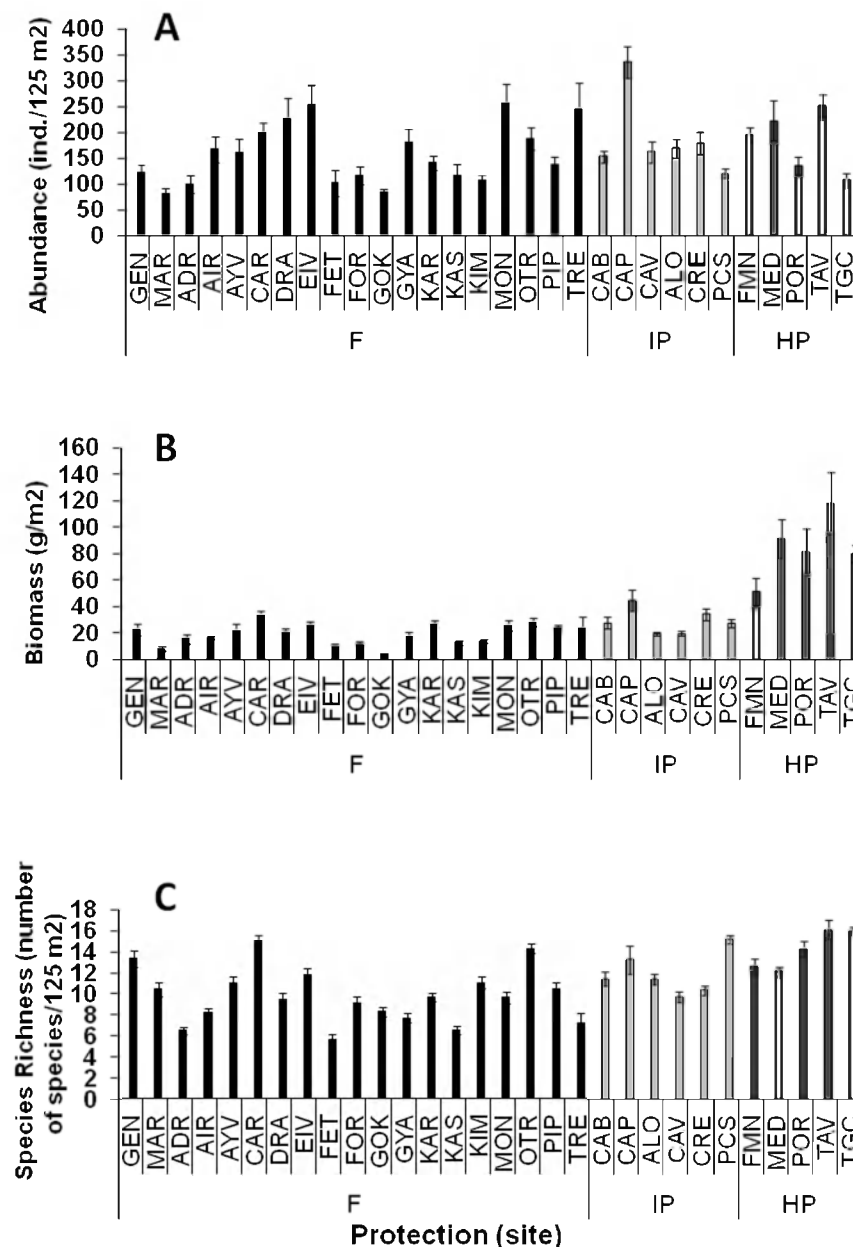 A
Abundance (ind./125 m2)
400
350
300
250
200
150
100
50
0
GEN MAR ADR AIR AYV CAR DRA EIV FET FOR GOK GYA KAR KAS KIM MON OTR PIP TRE CAB CAP CAV ALO CRE PCS FMN MED POR TAV TGC
F IP HP
B
Biomass (g/m2)
160
140
120
100
80
60
40
20
0
GEN MAR ADR AIR AYV CAR DRA EIV FET FOR GOK GYA KAR KAS KIM MON OTR PIP TRE CAB CAP ALO CAV CRE PCS FMN MED POR TAV TGC
F IP HP
C
Species Richness (number
of species/125 m2)
18
16
14
12
10
8
6
4
2
0
GEN MAR ADR AIR AYV CAR DRA EIV FET FOR GOK GYA KAR KAS KIM MON OTR PIP TRE CAB CAP ALO CAV CRE PCS FMN MED POR TAV TGC
F IP HP
Protection (site)